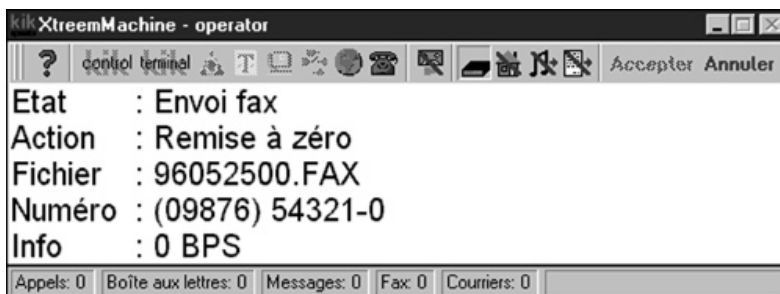 kik XtreemMachine - operator
? control terminal T Accepter Annuler
Etat : Envoi fax
Action : Remise à zéro
Fichier : 96052500.FAX
Numéro : (09876) 54321-0
Info : 0 BPS
Appels: 0 Boîte aux lettres: 0 Messages: 0 Fax: 0 Courriers: 0